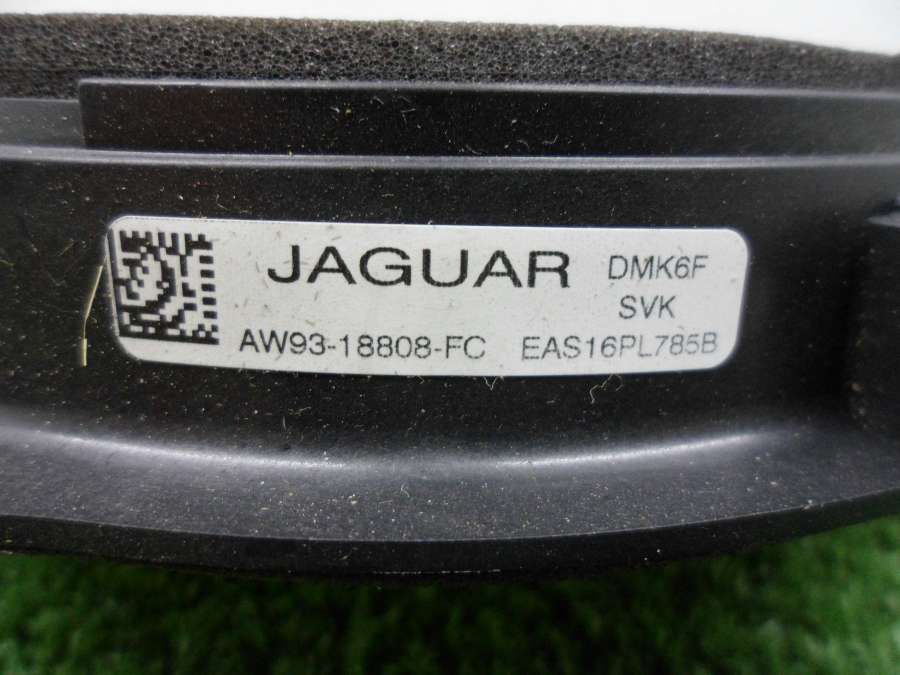 JAGUAR DMK6F
SVK
AW93-18808-FC EAS16PL785B